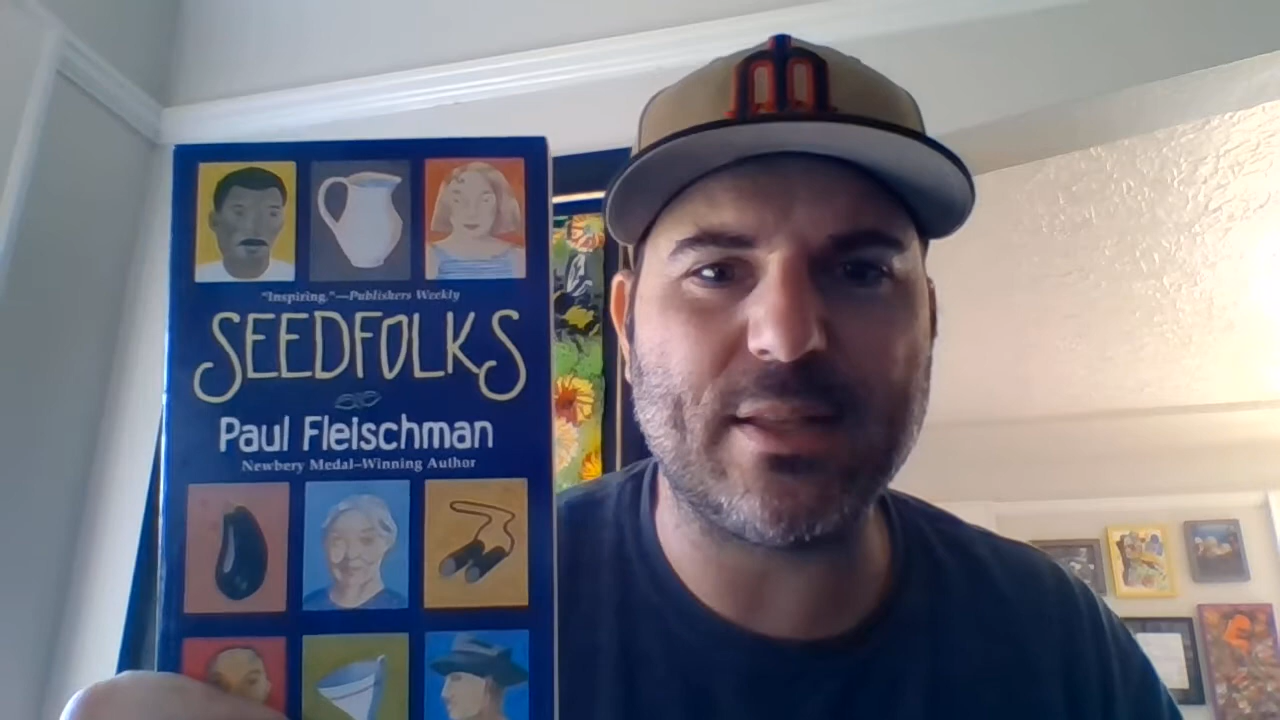 "Inspiring."—Publishers Weekly
SEEDFOLKS
Paul Fleischman
Newbery Medal–Winning Author